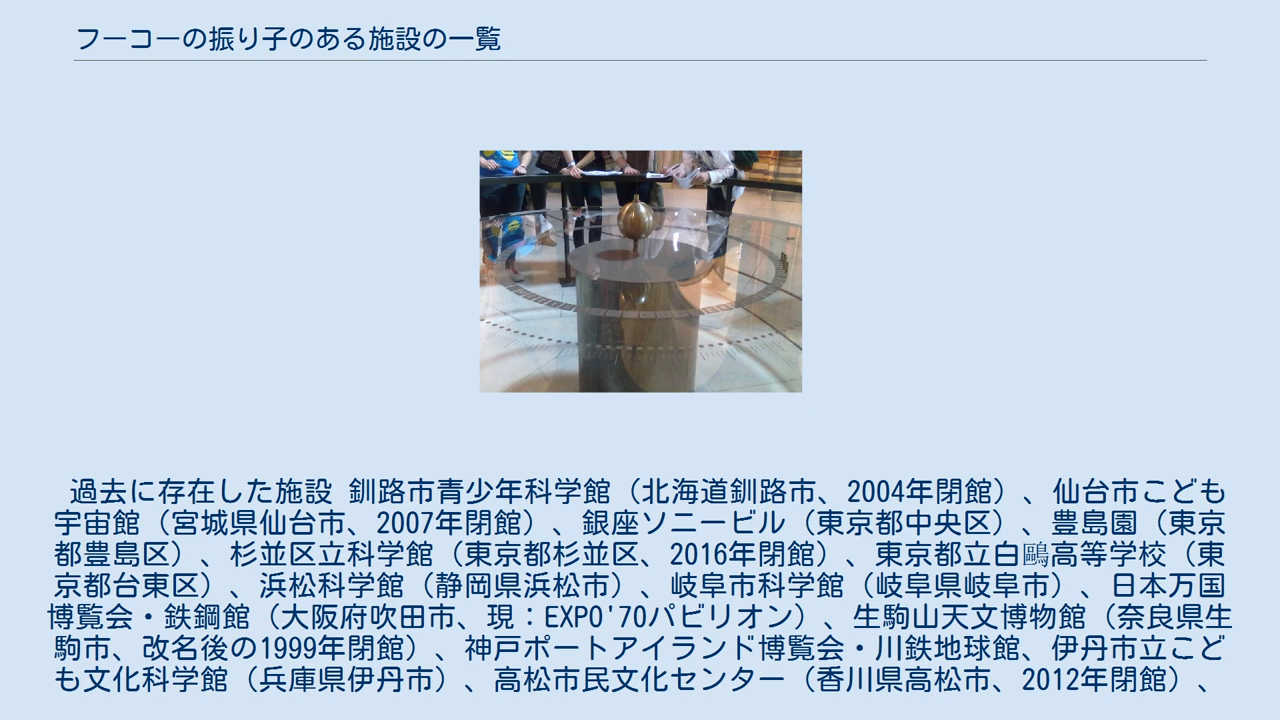 フーコーの振り子のある施設の一覧
過去に存在した施設 釧路市青少年科学館（北海道釧路市、2004年閉館）、仙台市こども
宇宙館（宮城県仙台市、2007年閉館）、銀座ソニービル（東京都中央区）、豊島園（東京
都豊島区）、杉並区立科学館（東京都杉並区、2016年閉館）、東京都立白鷗高等学校（東
京都台東区）、浜松科学館（静岡県浜松市）、岐阜市科学館（岐阜県岐阜市）、日本万国
博覧会・鉄鋼館（大阪府吹田市、現：EXPO'70パビリオン）、生駒山天文博物館（奈良県生
駒市、改名後の1999年閉館）、神戸ポートアイランド博覧会・川鉄地球館、伊丹市立こど
も文化科学館（兵庫県伊丹市）、高松市民文化センター（香川県高松市、2012年閉館）、